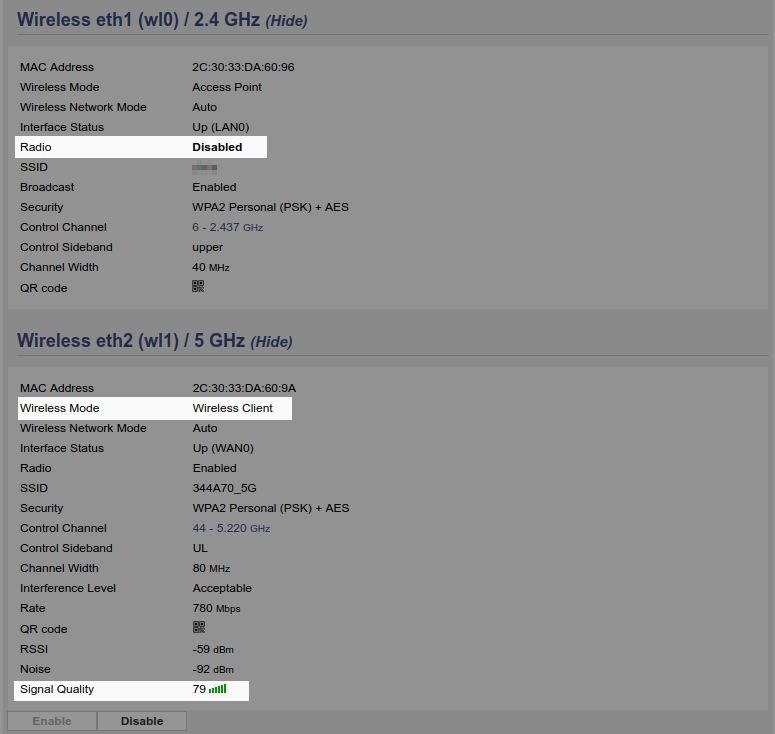 Wireless eth1 (wl0) / 2.4 GHz (Hide)
MAC Address 2C:30:33:DA:60:96
Wireless Mode Access Point
Wireless Network Mode Auto
Interface Status Up (LAN0)
Radio Disabled
SSID
Broadcast Enabled
Security WPA2 Personal (PSK) + AES
Control Channel 6 - 2.437 GHz
Control Sideband upper
Channel Width 40 MHz
QR code
Wireless eth2 (wl1) / 5 GHz (Hide)
MAC Address 2C:30:33:DA:60:9A
Wireless Mode Wireless Client
Wireless Network Mode Auto
Interface Status Up (WAN0)
Radio Enabled
SSID 344A70_5G
Security WPA2 Personal (PSK) + AES
Control Channel 44 - 5.220 GHz
Control Sideband UL
Channel Width 80 MHz
Interference Level Acceptable
Rate 780 Mbps
QR code
RSSI -59 dBm
Noise -92 dBm
Signal Quality 79
Enable Disable